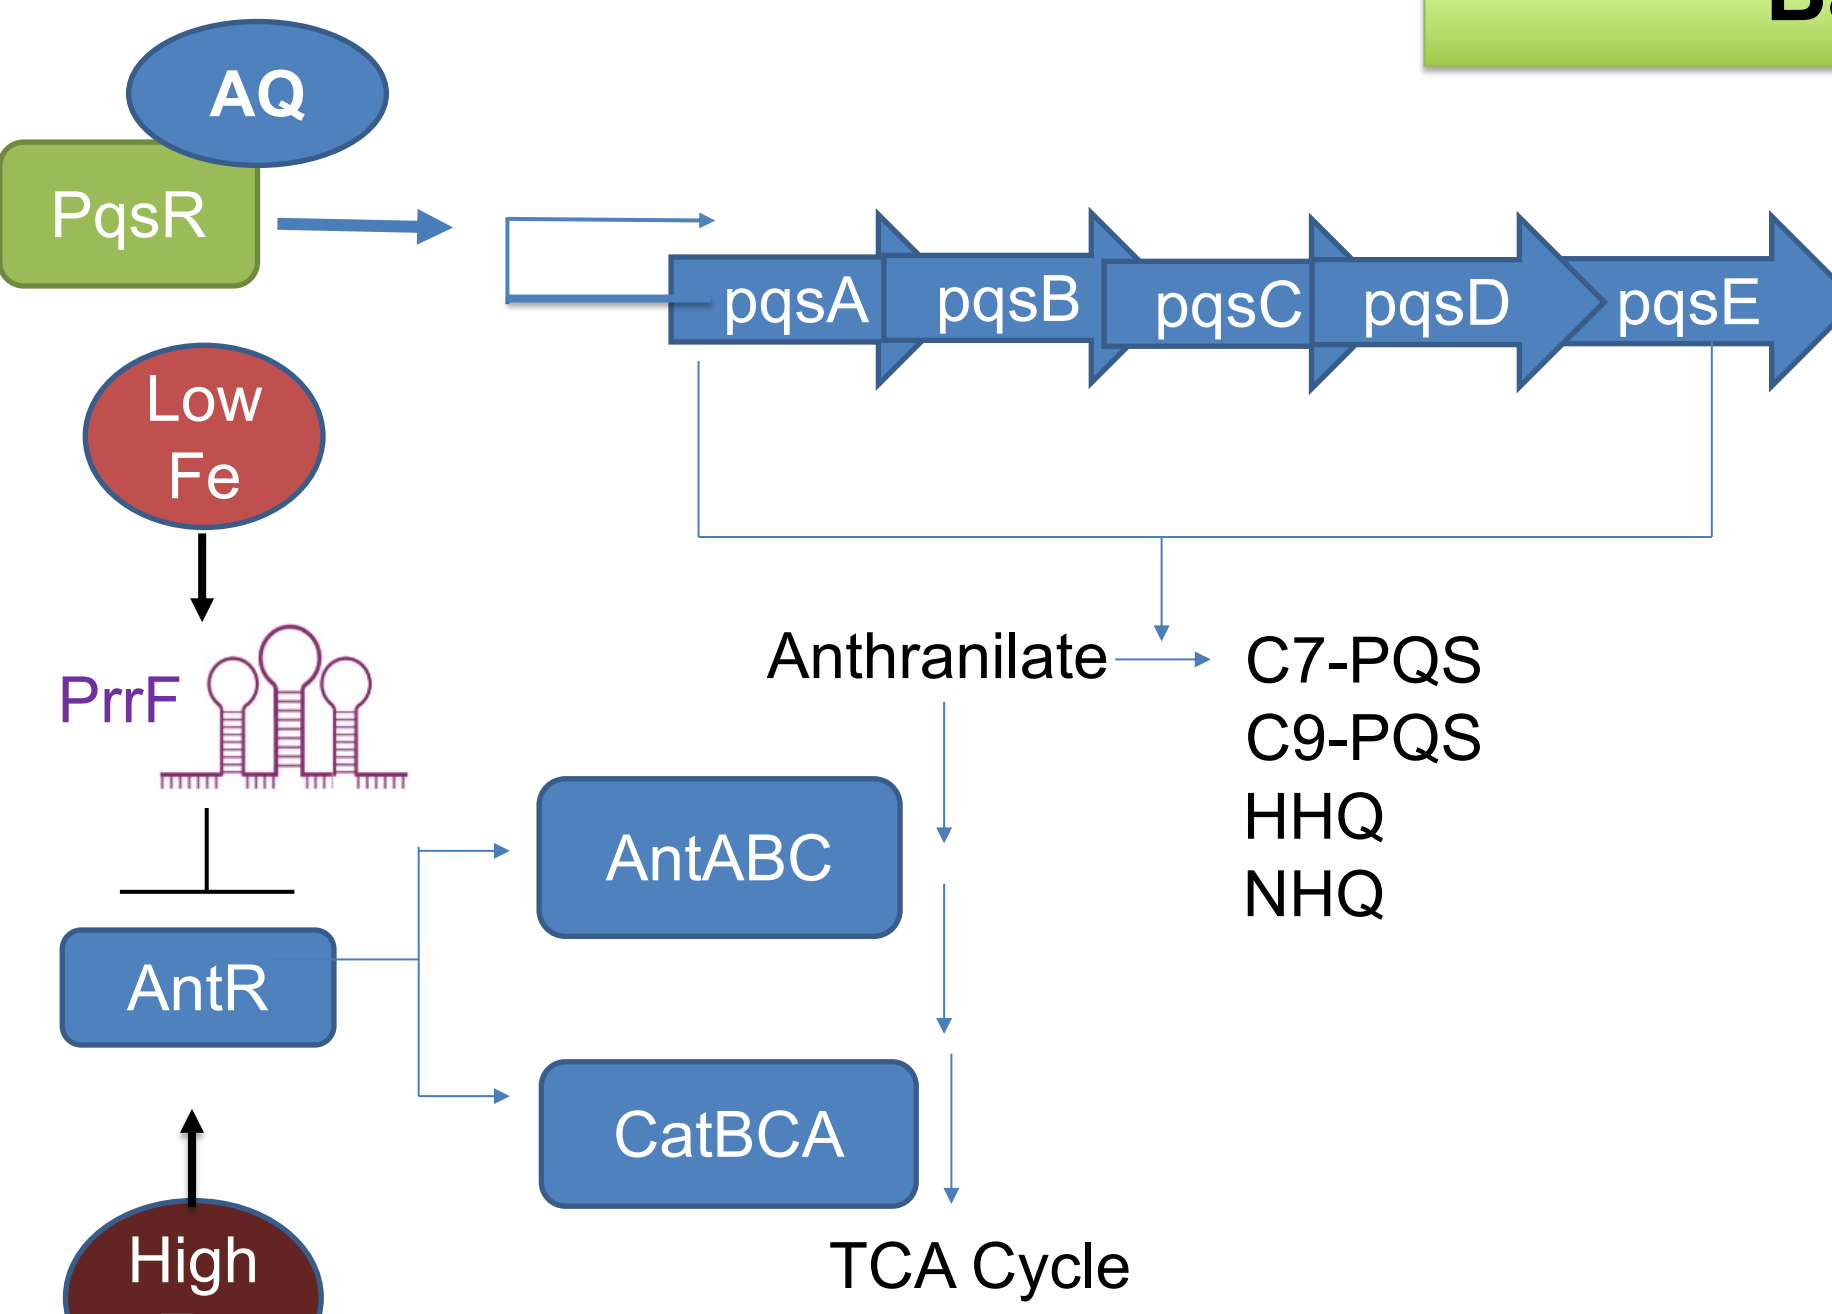 AQ
PqsR
pqsA
pqsB
pqsC
pqsD
pqsE
Low
Fe
PrrF
Anthranilate
C7-PQS
C9-PQS
HHQ
NHQ
AntABC
AntR
CatBCA
High
TCA Cycle